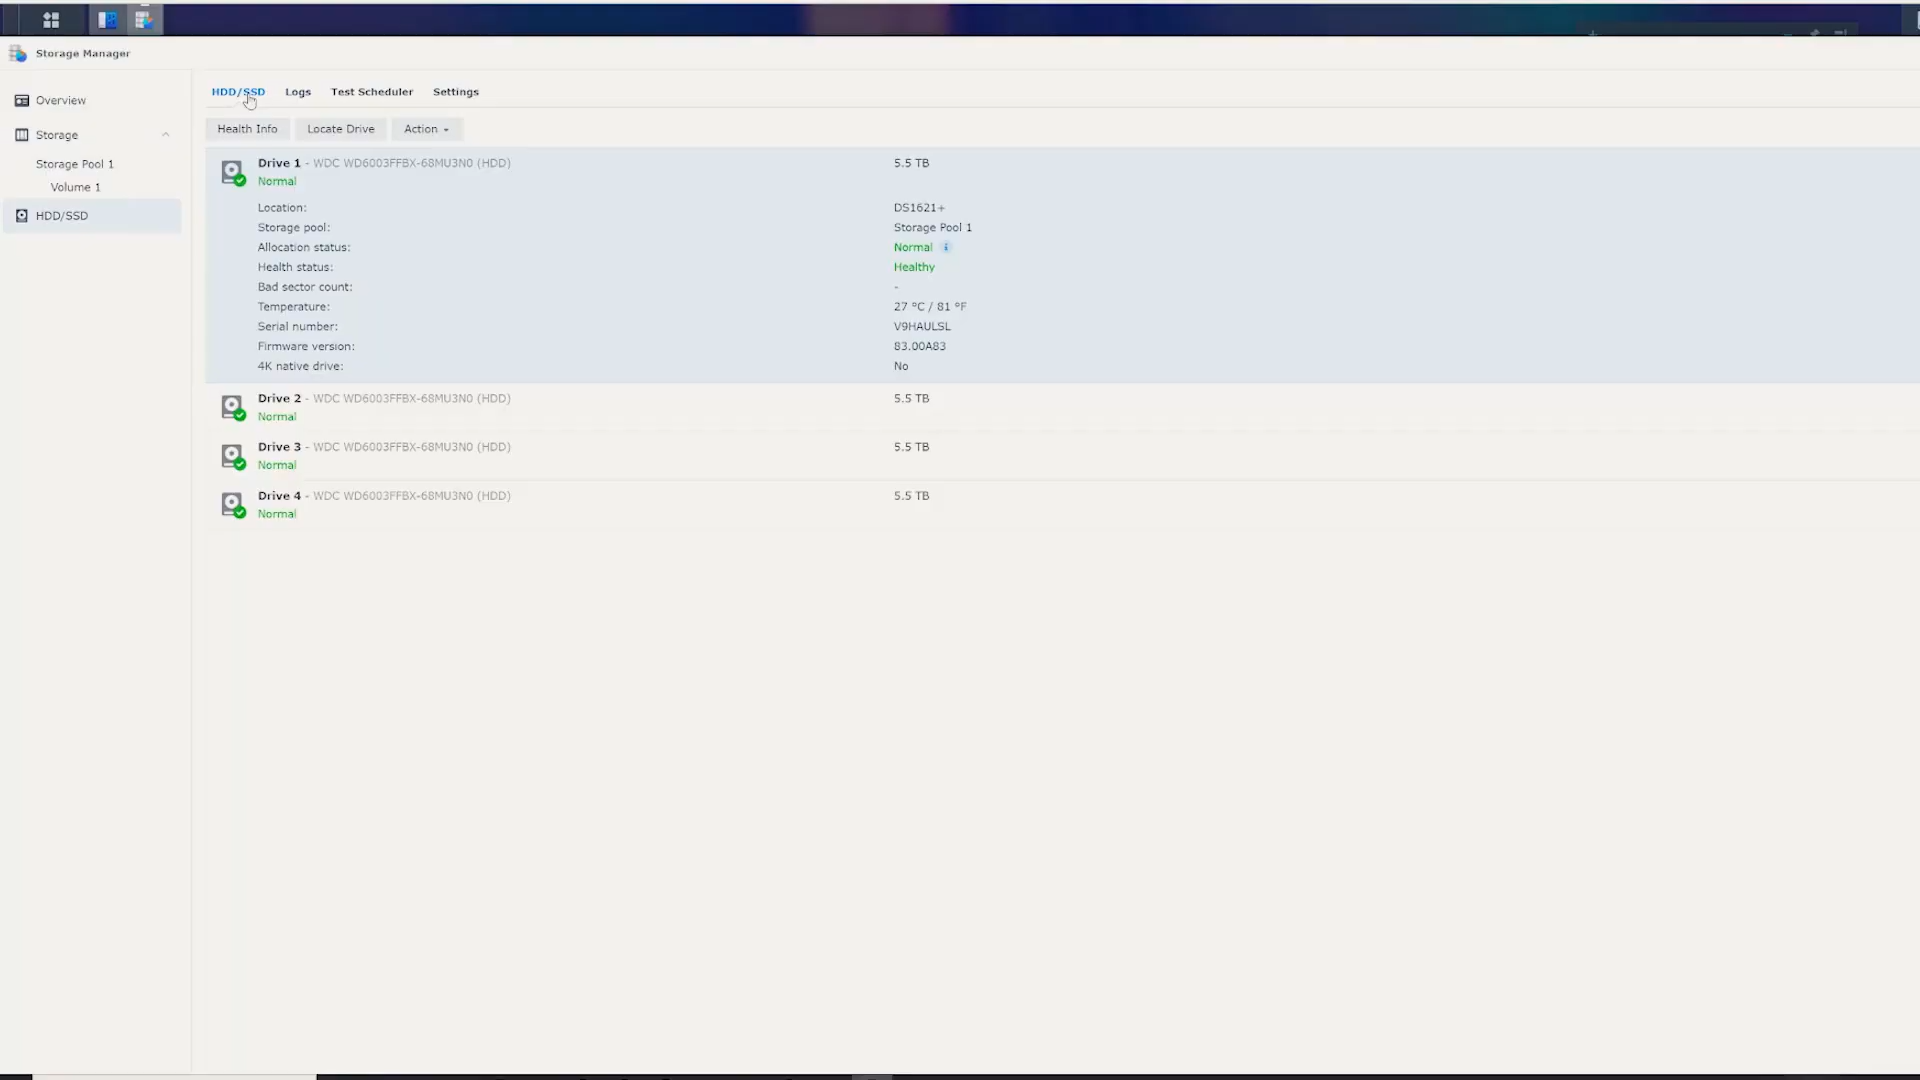 Storage Manager
Overview
Storage
Storage Pool 1
Volume 1
HDD/SSD
HDD/SSD Logs Test Scheduler Settings
Health Info Locate Drive Action
Drive 1 - WDC WD6003FFBX-68MU3N0 (HDD) 5.5 TB
Normal
Location: DS1621+
Storage pool: Storage Pool 1
Allocation status: Normal
Health status: Healthy
Bad sector count: -
Temperature: 27 °C / 81 °F
Serial number: V9HAULSL
Firmware version: 83.00A83
4K native drive: No
Drive 2 - WDC WD6003FFBX-68MU3N0 (HDD) 5.5 TB
Normal
Drive 3 - WDC WD6003FFBX-68MU3N0 (HDD) 5.5 TB
Normal
Drive 4 - WDC WD6003FFBX-68MU3N0 (HDD) 5.5 TB
Normal